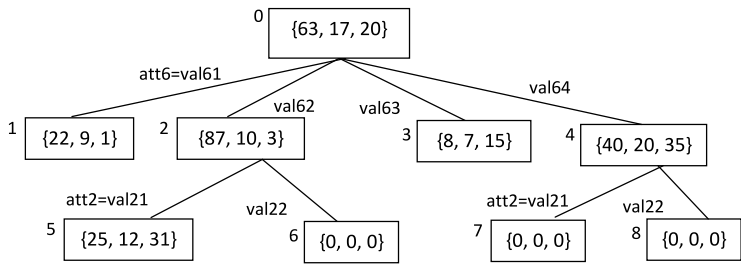 0
{63, 17, 20}
att6=val61
val62
val63
val64
1
{22, 9, 1}
2
{87, 10, 3}
3
{8, 7, 15}
4
{40, 20, 35}
att2=val21
val22
att2=val21
val22
5
{25, 12, 31}
6
{0, 0, 0}
7
{0, 0, 0}
8
{0, 0, 0}